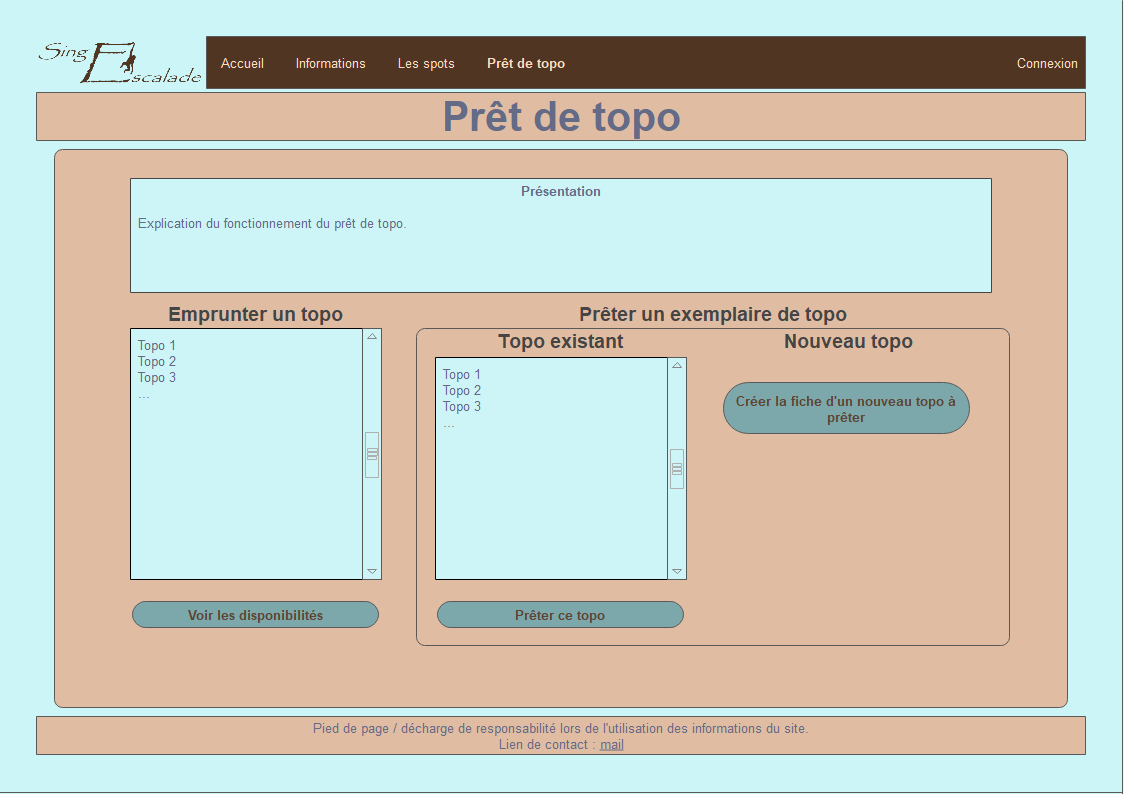 Sing Escalade
Accueil Informations Les spots Prêt de topo Connexion
Prêt de topo
Présentation
Explication du fonctionnement du prêt de topo.
Emprunter un topo
Topo 1
Topo 2
Topo 3
...
Voir les disponibilités
Prêter un exemplaire de topo
Topo existant
Topo 1
Topo 2
Topo 3
...
Prêter ce topo
Nouveau topo
Créer la fiche d'un nouveau topo à
prêter
Pied de page / décharge de responsabilité lors de l'utilisation des informations du site.
Lien de contact : mail